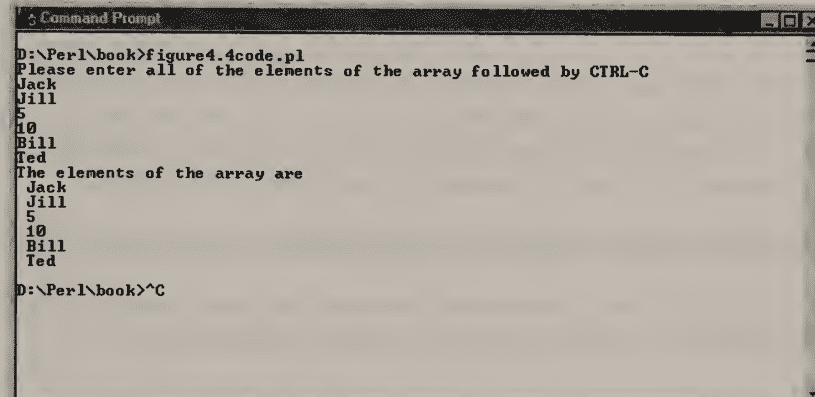 Command Prompt
D:\Perl\book>figure4.4code.pl
Please enter all of the elements of the array followed by CTRL-C
Jack
Jill
5
10
Bill
Ted
The elements of the array are
Jack
Jill
5
10
Bill
Ted
D:\Perl\book>^C